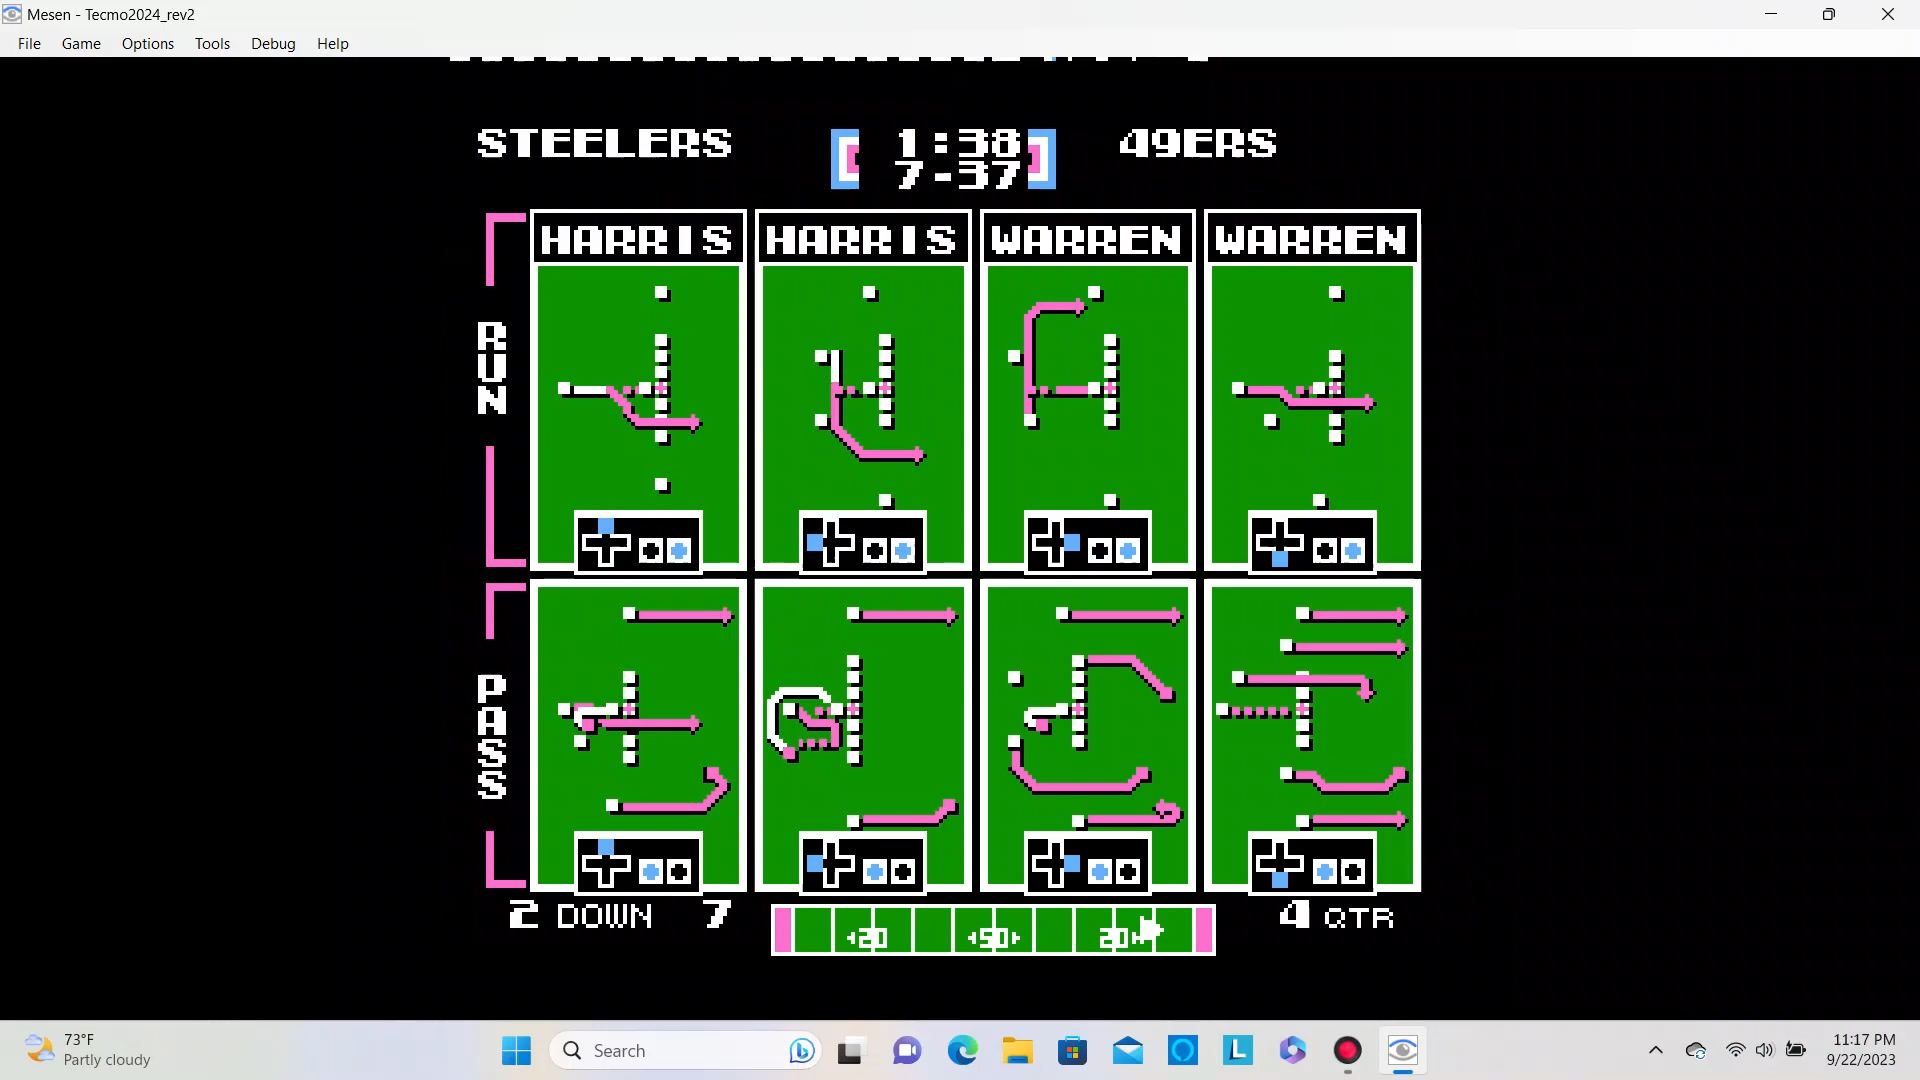 Mesen - Tecmo2024_rev2
File Game Options Tools Debug Help
STEELERS 1:38 49ERS
7-37
HARRIS HARRIS WARREN WARREN
RUN
PASS
2 DOWN 7 20 50 20 4 QTR
73°F
Partly cloudy
Search
L
11:17 PM
9/22/2023